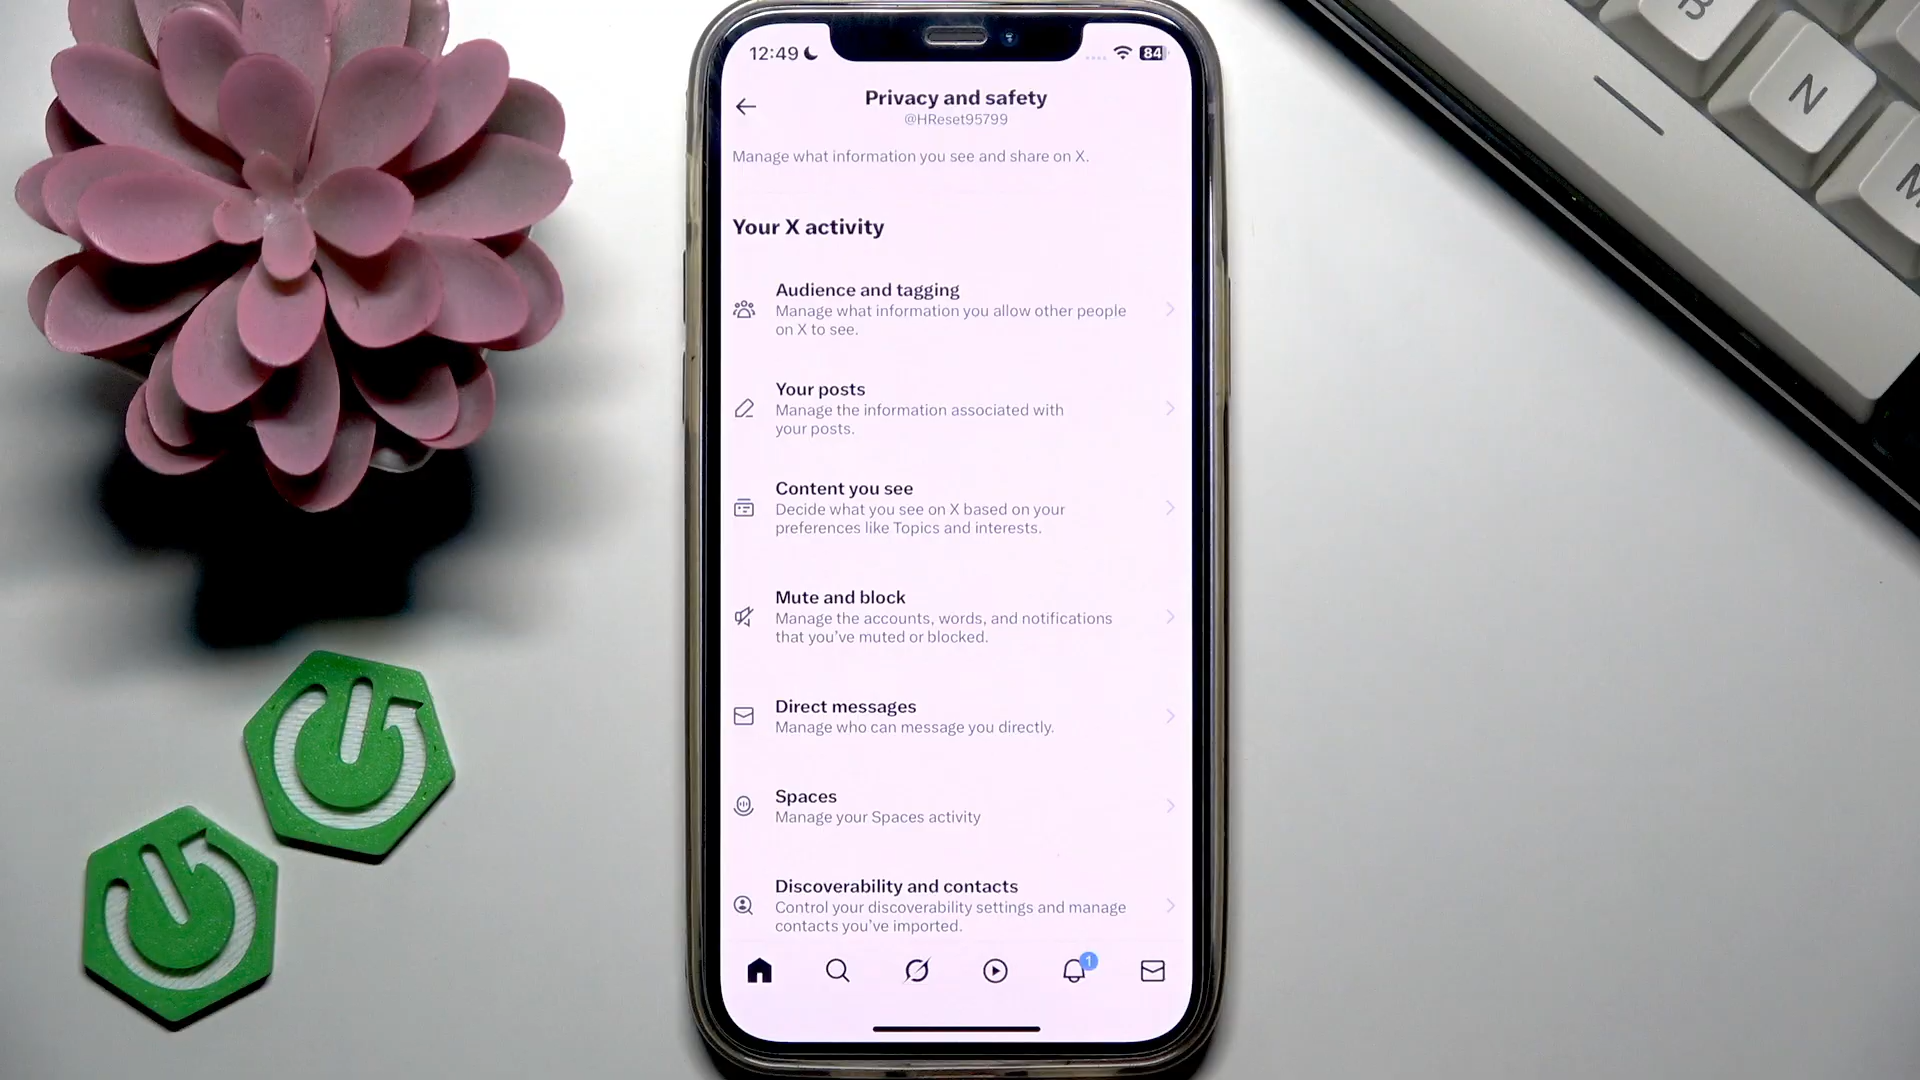 12:49
84
Privacy and safety
@HReset95799
Manage what information you see and share on X.
Your X activity
Audience and tagging
Manage what information you allow other people
on X to see.
Your posts
Manage the information associated with
your posts.
Content you see
Decide what you see on X based on your
preferences like Topics and interests.
Mute and block
Manage the accounts, words, and notifications
that you've muted or blocked.
Direct messages
Manage who can message you directly.
Spaces
Manage your Spaces activity
Discoverability and contacts
Control your discoverability settings and manage
contacts you've imported.
1
B
N
M